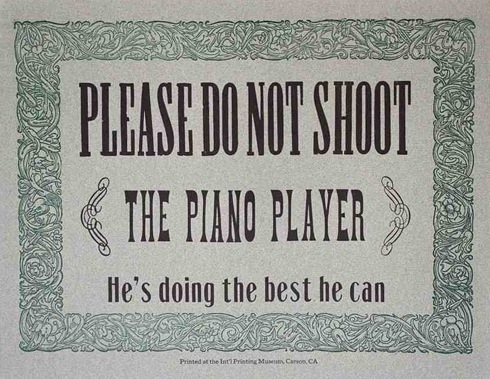 PLEASE DO NOT SHOOT
THE PIANO PLAYER
He's doing the best he can
Printed at the Int'l Printing Museum, Carson, CA